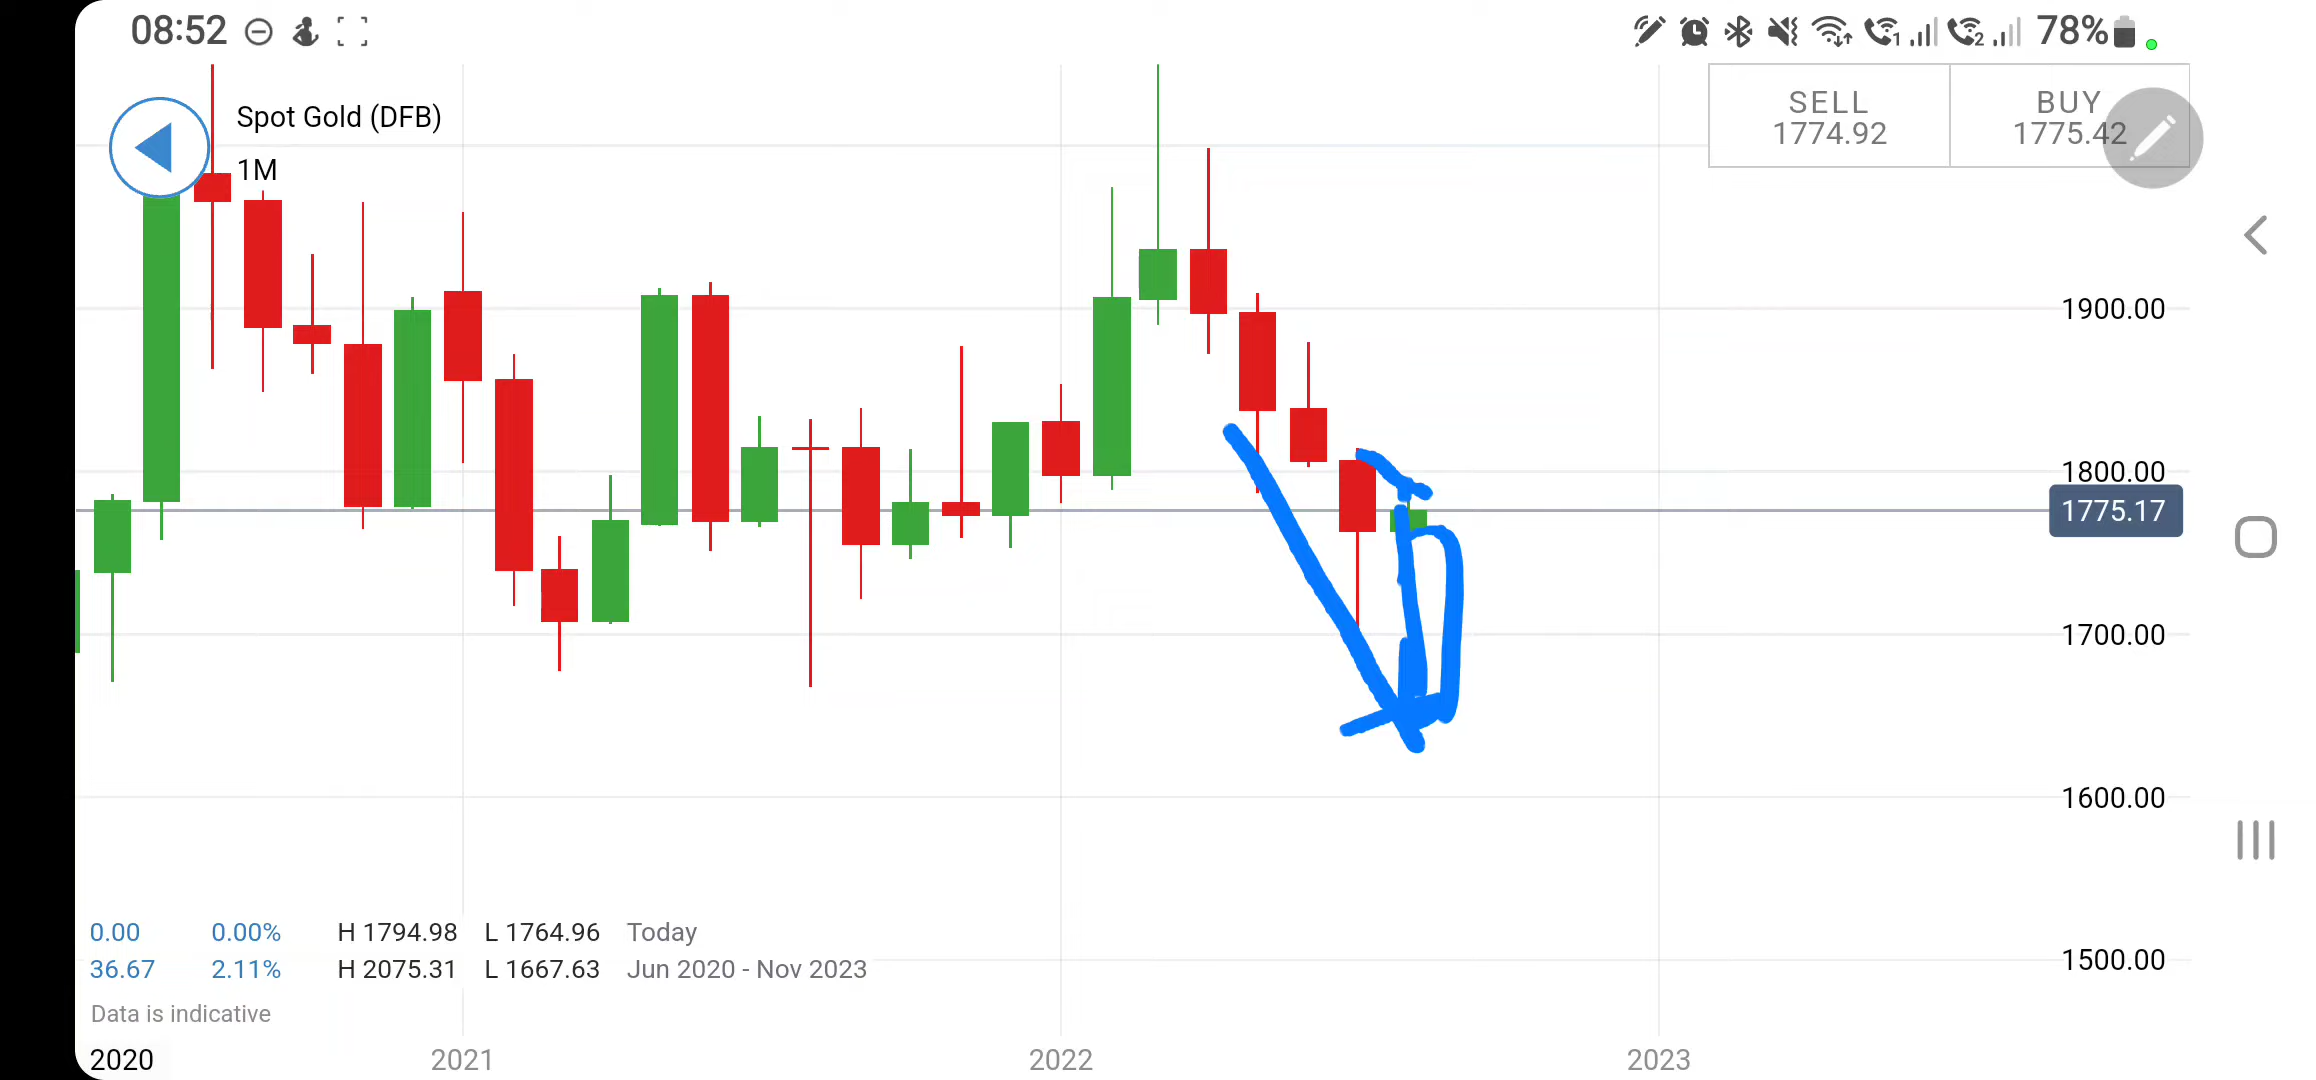 08:52
1 2 78%
Spot Gold (DFB)
1M
SELL BUY
1774.92 1775.42
1900.00
1800.00
1775.17
1700.00
1600.00
1500.00
0.00 0.00% H 1794.98 L 1764.96 Today
36.67 2.11% H 2075.31 L 1667.63 Jun 2020 - Nov 2023
Data is indicative
2020 2021 2022 2023